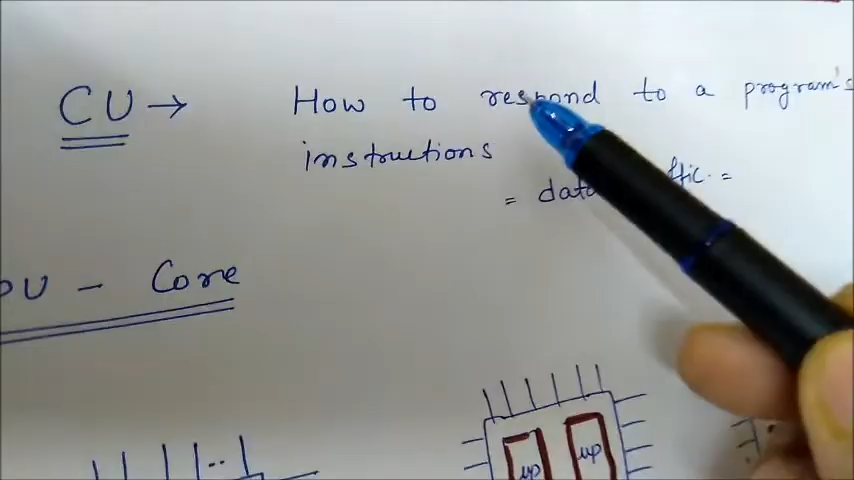 CU → How to respond to a program's
instructions
= data
PU - Core
μp μp